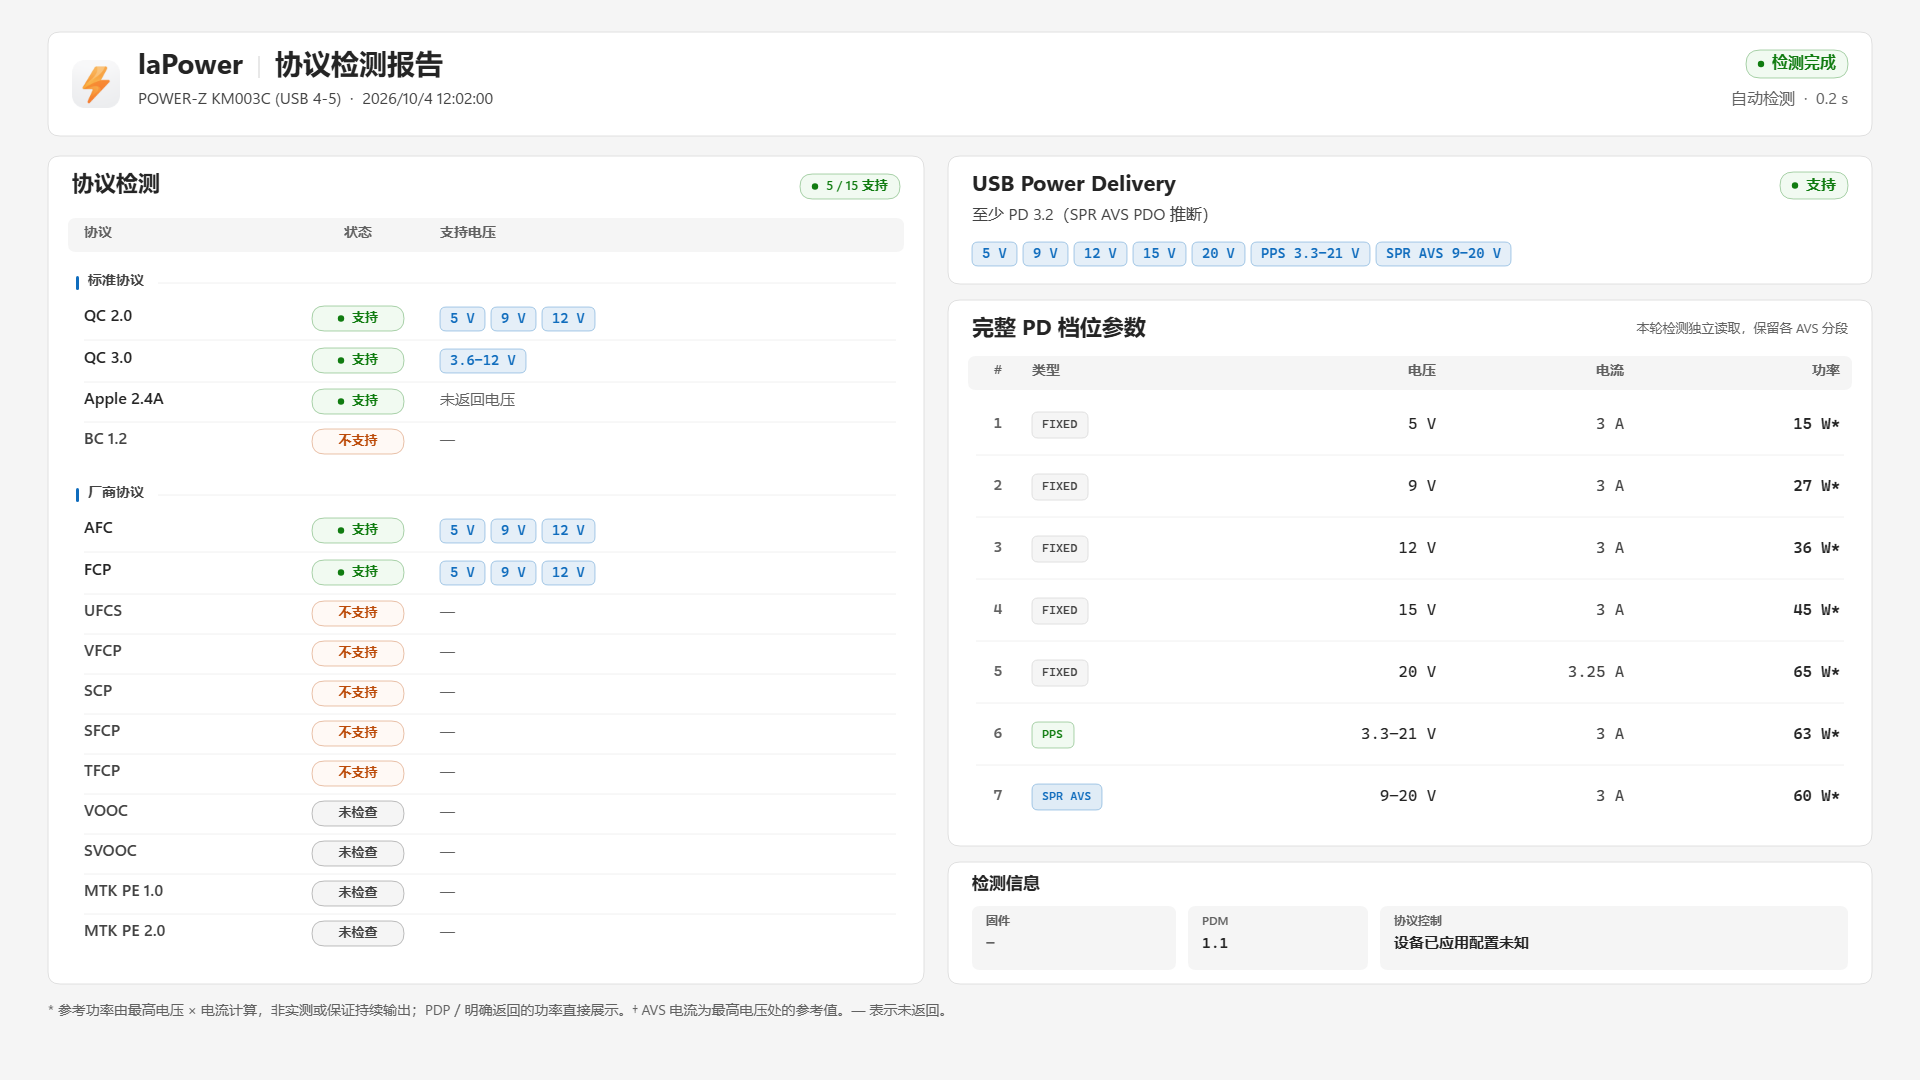 laPower | 协议检测报告
POWER-Z KM003C (USB 4-5) · 2026/10/4 12:02:00
检测完成
自动检测 · 0.2 s
协议检测
5 / 15 支持
协议 状态 支持电压
标准协议
QC 2.0 支持 5 V 9 V 12 V
QC 3.0 支持 3.6–12 V
Apple 2.4A 支持 未返回电压
BC 1.2 不支持 —
厂商协议
AFC 支持 5 V 9 V 12 V
FCP 支持 5 V 9 V 12 V
UFCS 不支持 —
VFCP 不支持 —
SCP 不支持 —
SFCP 不支持 —
TFCP 不支持 —
VOOC 未检查 —
SVOOC 未检查 —
MTK PE 1.0 未检查 —
MTK PE 2.0 未检查 —
USB Power Delivery
支持
至少 PD 3.2（SPR AVS PDO 推断）
5 V 9 V 12 V 15 V 20 V PPS 3.3–21 V SPR AVS 9–20 V
完整 PD 档位参数
本轮检测独立读取，保留各 AVS 分段
# 类型 电压 电流 功率
1 FIXED 5 V 3 A 15 W*
2 FIXED 9 V 3 A 27 W*
3 FIXED 12 V 3 A 36 W*
4 FIXED 15 V 3 A 45 W*
5 FIXED 20 V 3.25 A 65 W*
6 PPS 3.3–21 V 3 A 63 W*
7 SPR AVS 9–20 V 3 A 60 W*
检测信息
固件
—
PDM
1.1
协议控制
设备已应用配置未知
* 参考功率由最高电压 × 电流计算，非实测或保证持续输出；PDP / 明确返回的功率直接展示。† AVS 电流为最高电压处的参考值。— 表示未返回。